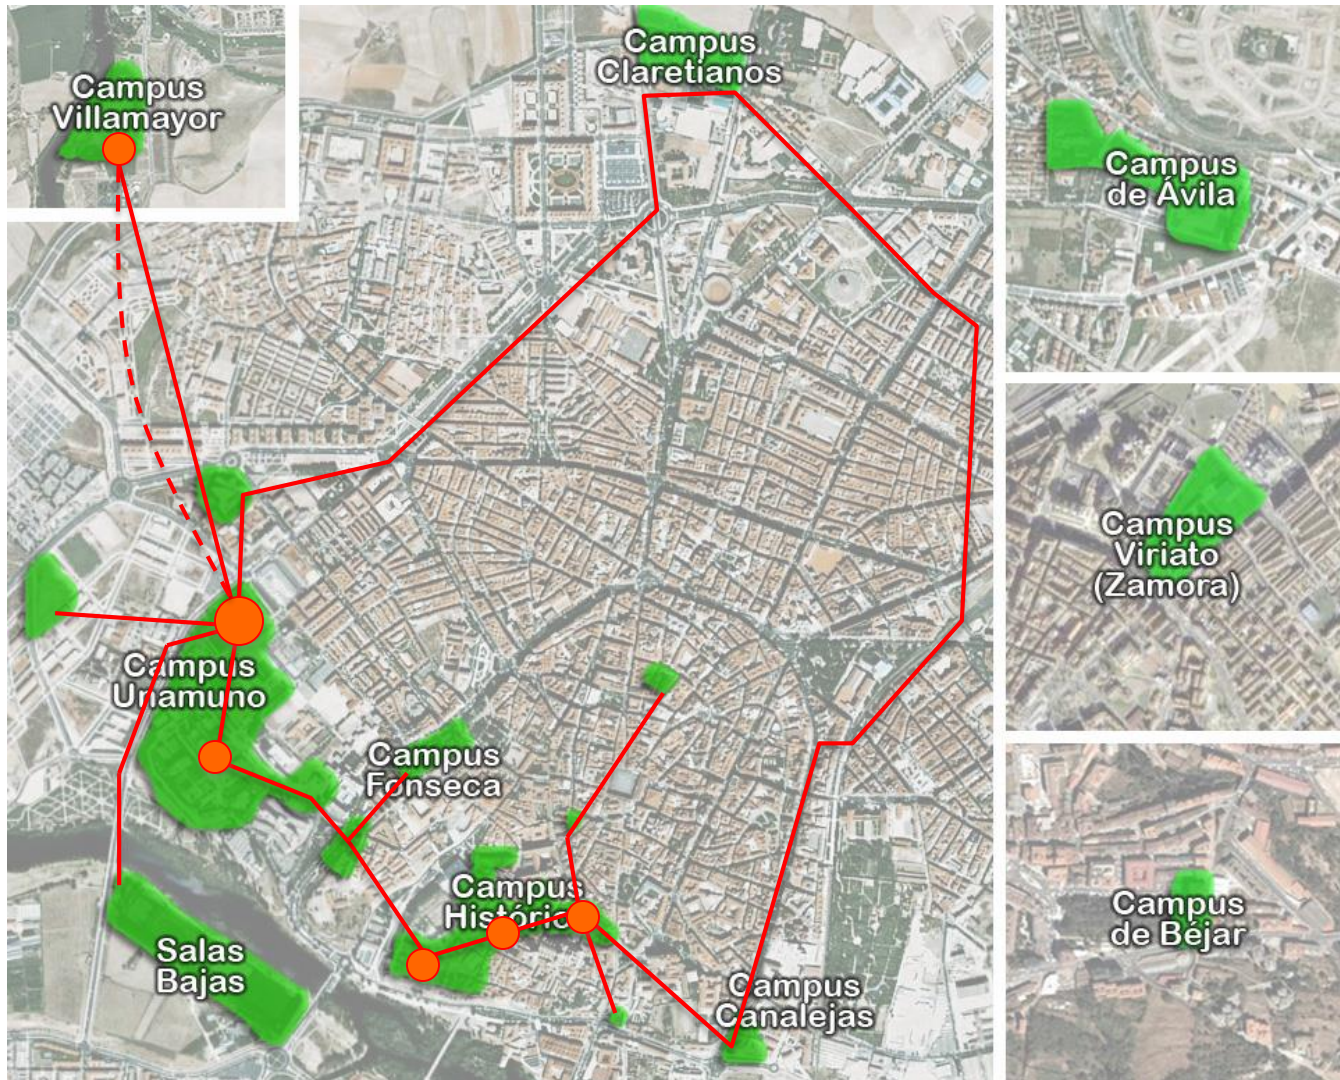 Campus
Villamayor
Campus
Claretianos
Campus
de Ávila
Campus
Viriato
(Zamora)
Campus
Unamuno
Campus
Fonseca
Campus
Histórico
Salas
Bajas
Campus
Canalejas
Campus
de Béjar